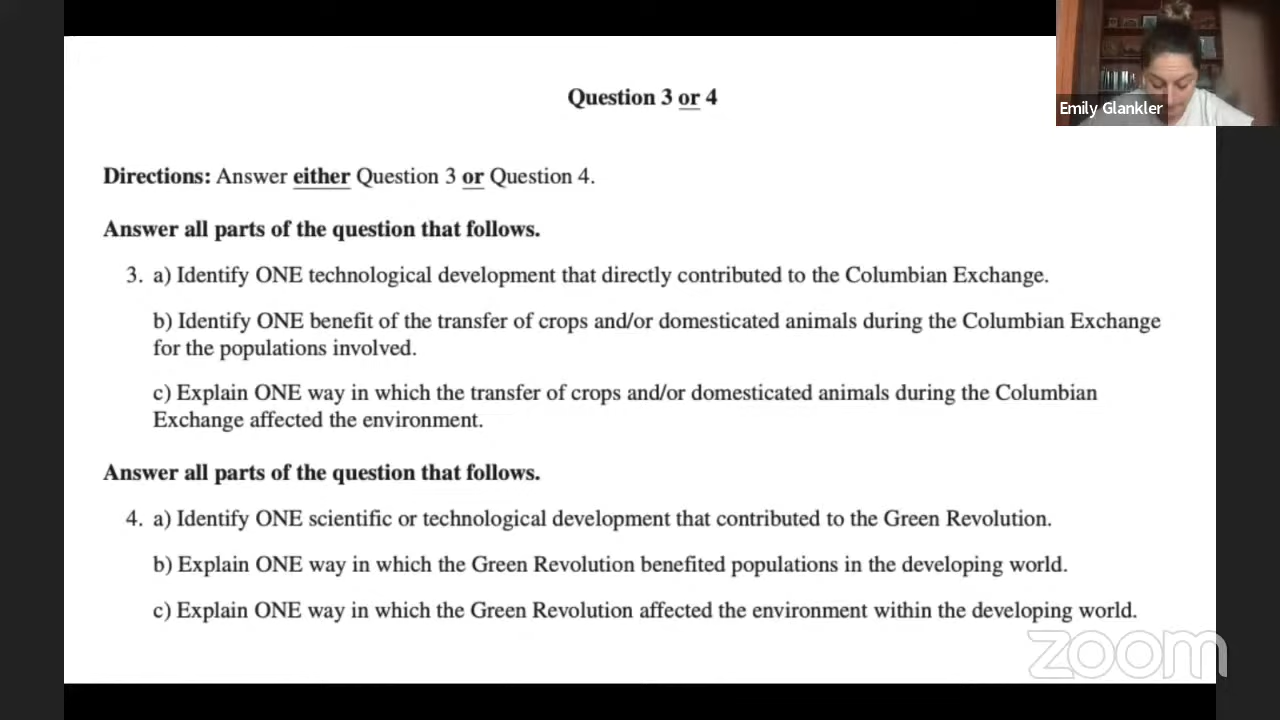 Question 3 or 4
Emily Glankler
Directions: Answer either Question 3 or Question 4.
Answer all parts of the question that follows.
3. a) Identify ONE technological development that directly contributed to the Columbian Exchange.
b) Identify ONE benefit of the transfer of crops and/or domesticated animals during the Columbian Exchange
for the populations involved.
c) Explain ONE way in which the transfer of crops and/or domesticated animals during the Columbian
Exchange affected the environment.
Answer all parts of the question that follows.
4. a) Identify ONE scientific or technological development that contributed to the Green Revolution.
b) Explain ONE way in which the Green Revolution benefited populations in the developing world.
c) Explain ONE way in which the Green Revolution affected the environment within the developing world.
zoom